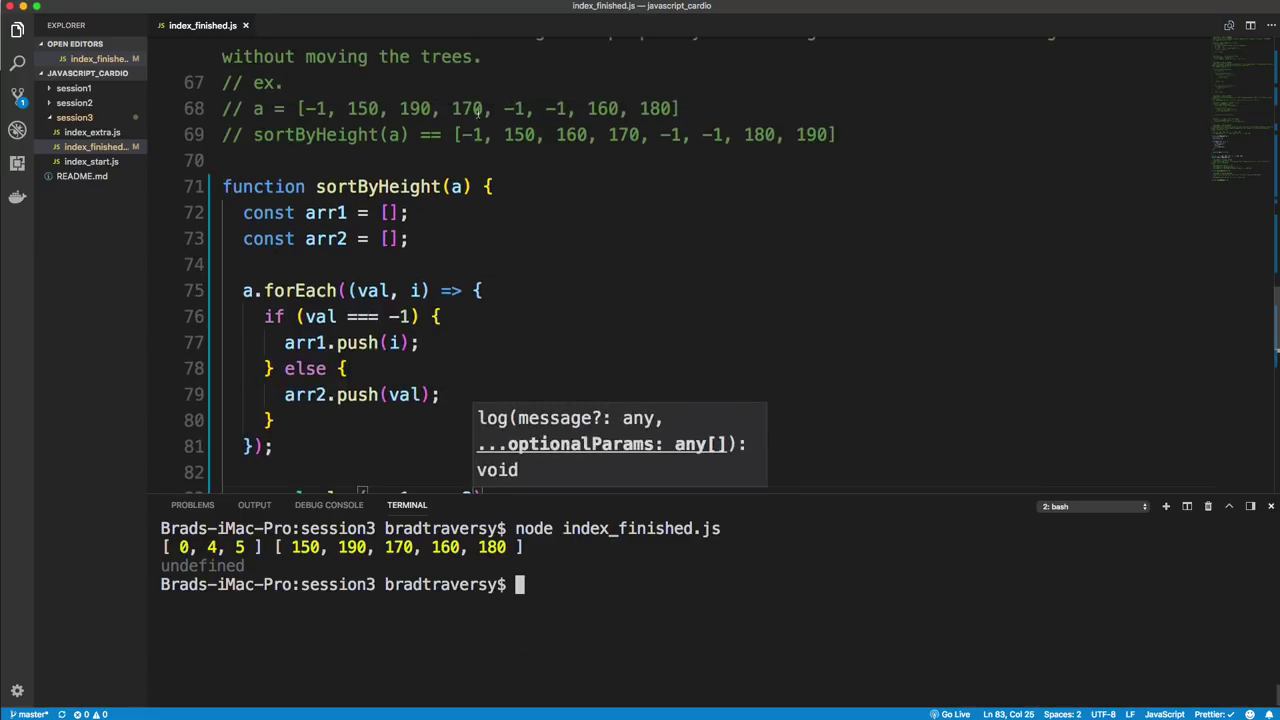 index_finished.js — javascript_cardio
EXPLORER
index_finished.js ×
OPEN EDITORS
index_finishe.. M
JAVASCRIPT_CARDIO
session1
session2
session3
index_extra.js
index_finished.. M
index_start.js
README.md
1
without moving the trees.
67 // ex.
68 // a = [-1, 150, 190, 170, -1, -1, 160, 180]
69 // sortByHeight(a) == [-1, 150, 160, 170, -1, -1, 180, 190]
70
71 function sortByHeight(a) {
72 const arr1 = [];
73 const arr2 = [];
74
75 a.forEach((val, i) => {
76 if (val === -1) {
77 arr1.push(i);
78 } else {
79 arr2.push(val);
80 }
81 });
82
log(message?: any,
...optionalParams: any[]):
void
PROBLEMS OUTPUT DEBUG CONSOLE TERMINAL 2: bash
Brads-iMac-Pro:session3 bradtraversy$ node index_finished.js
[ 0, 4, 5 ] [ 150, 190, 170, 160, 180 ]
undefined
Brads-iMac-Pro:session3 bradtraversy$
master* 0 0 Go Live Ln 83, Col 25 Spaces: 2 UTF-8 LF JavaScript Prettier: ✓